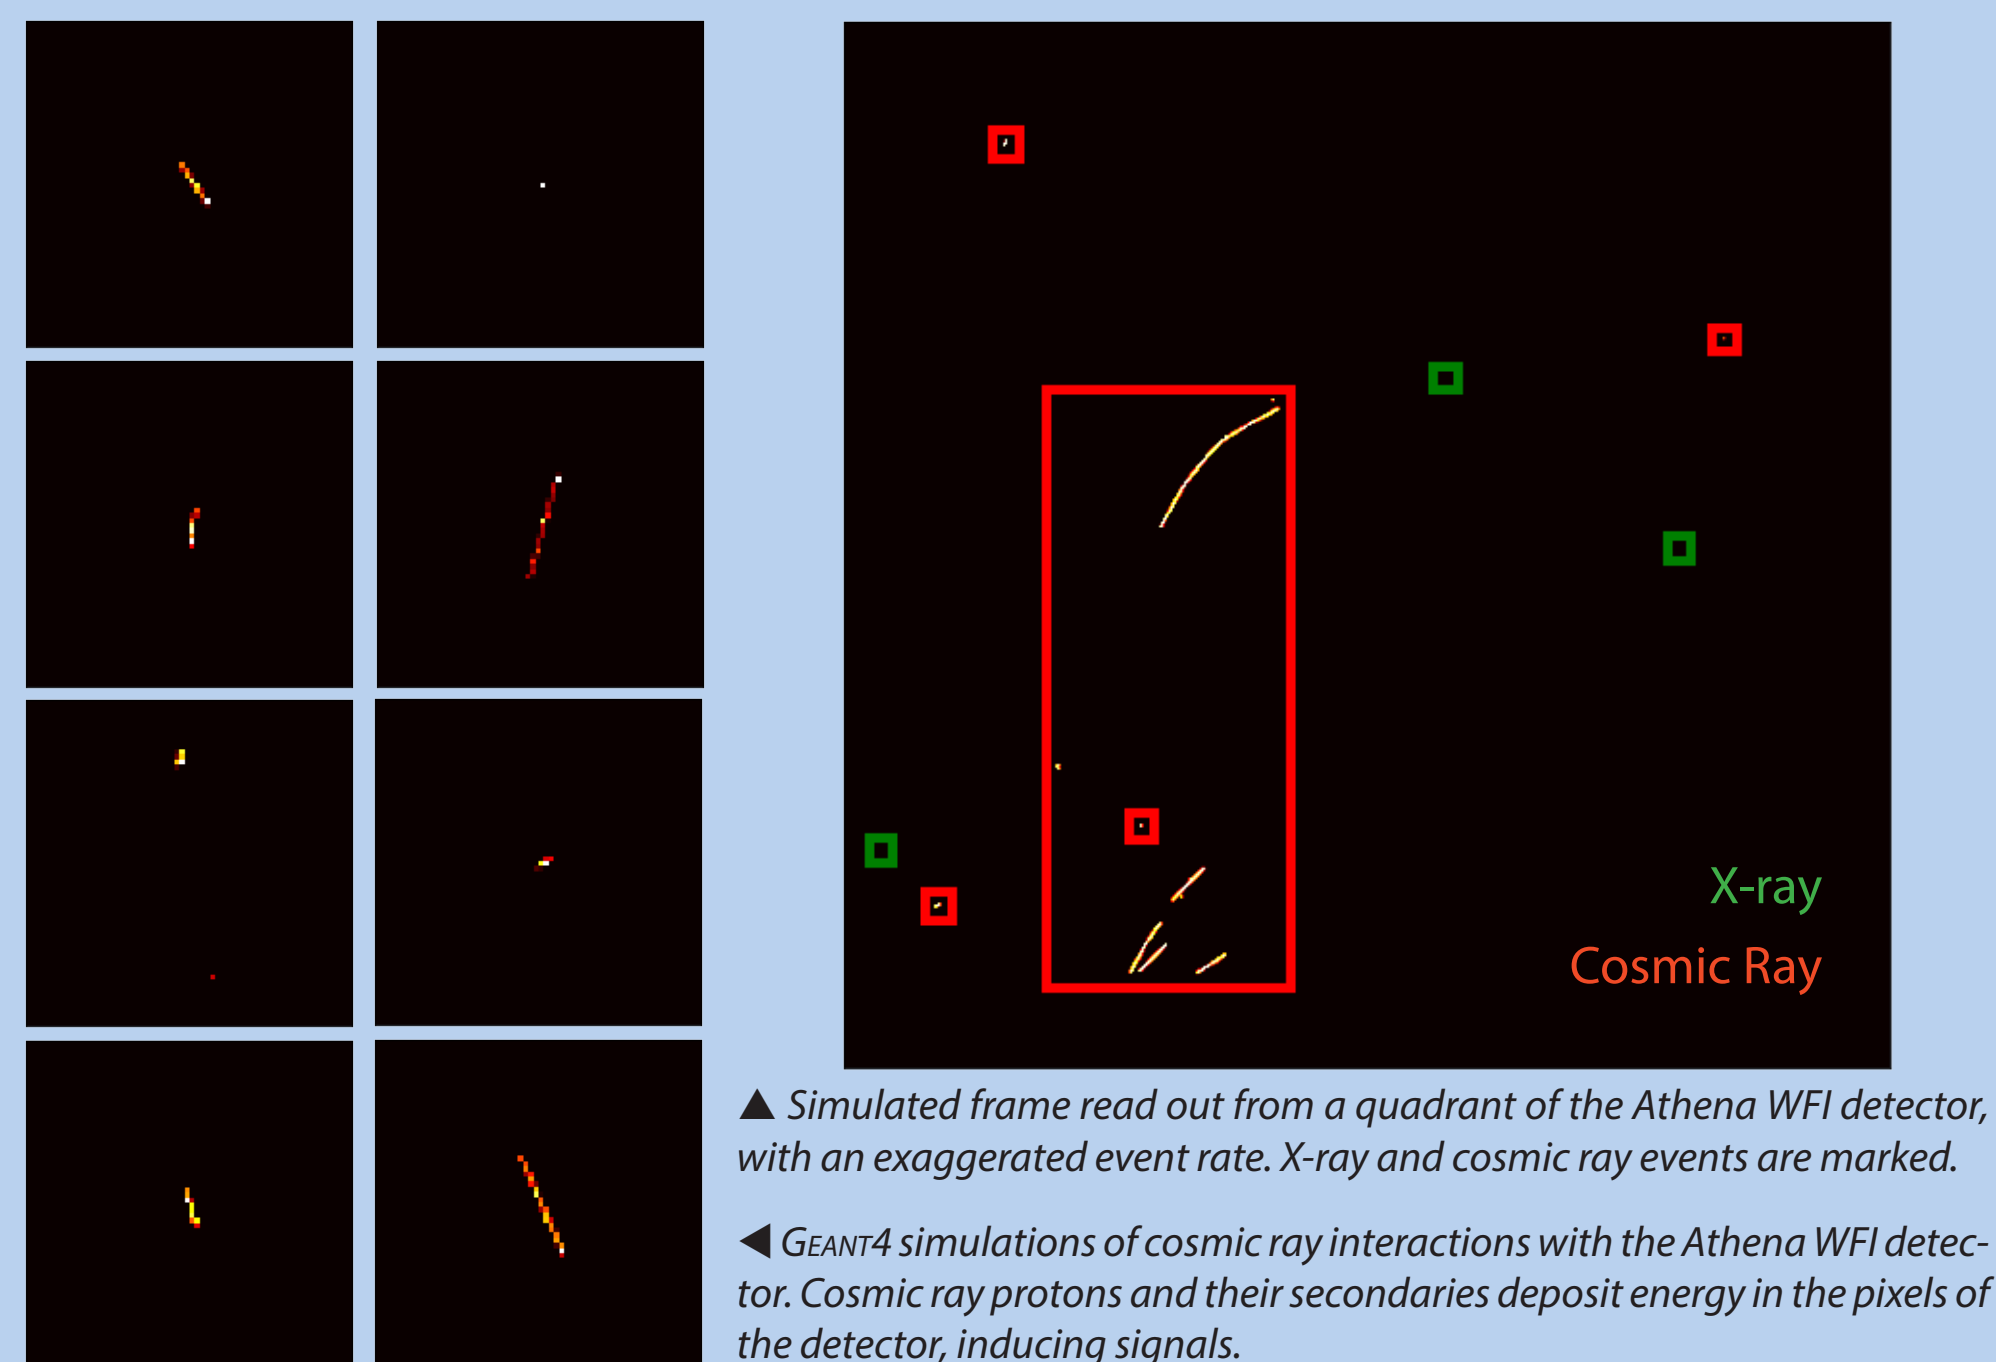 X-ray
Cosmic Ray
▲ Simulated frame read out from a quadrant of the Athena WFI detector,
with an exaggerated event rate. X-ray and cosmic ray events are marked.
◀ GEANT4 simulations of cosmic ray interactions with the Athena WFI detec-
tor. Cosmic ray protons and their secondaries deposit energy in the pixels of
the detector, inducing signals.